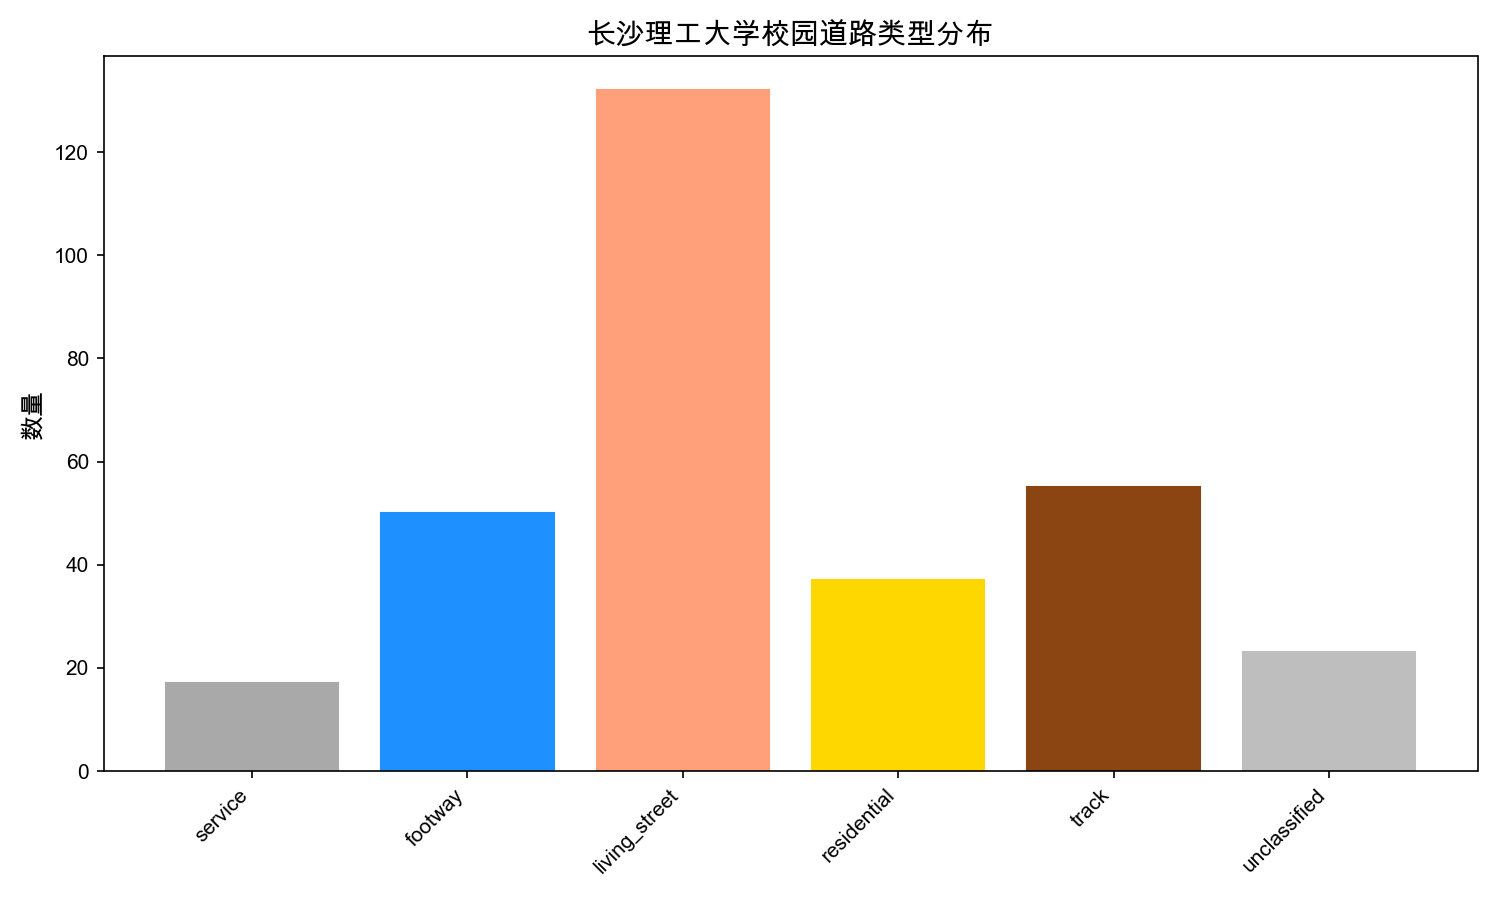 长沙理工大学校园道路类型分布
数量
120
100
80
60
40
20
0
service
footway
living_street
residential
track
unclassified